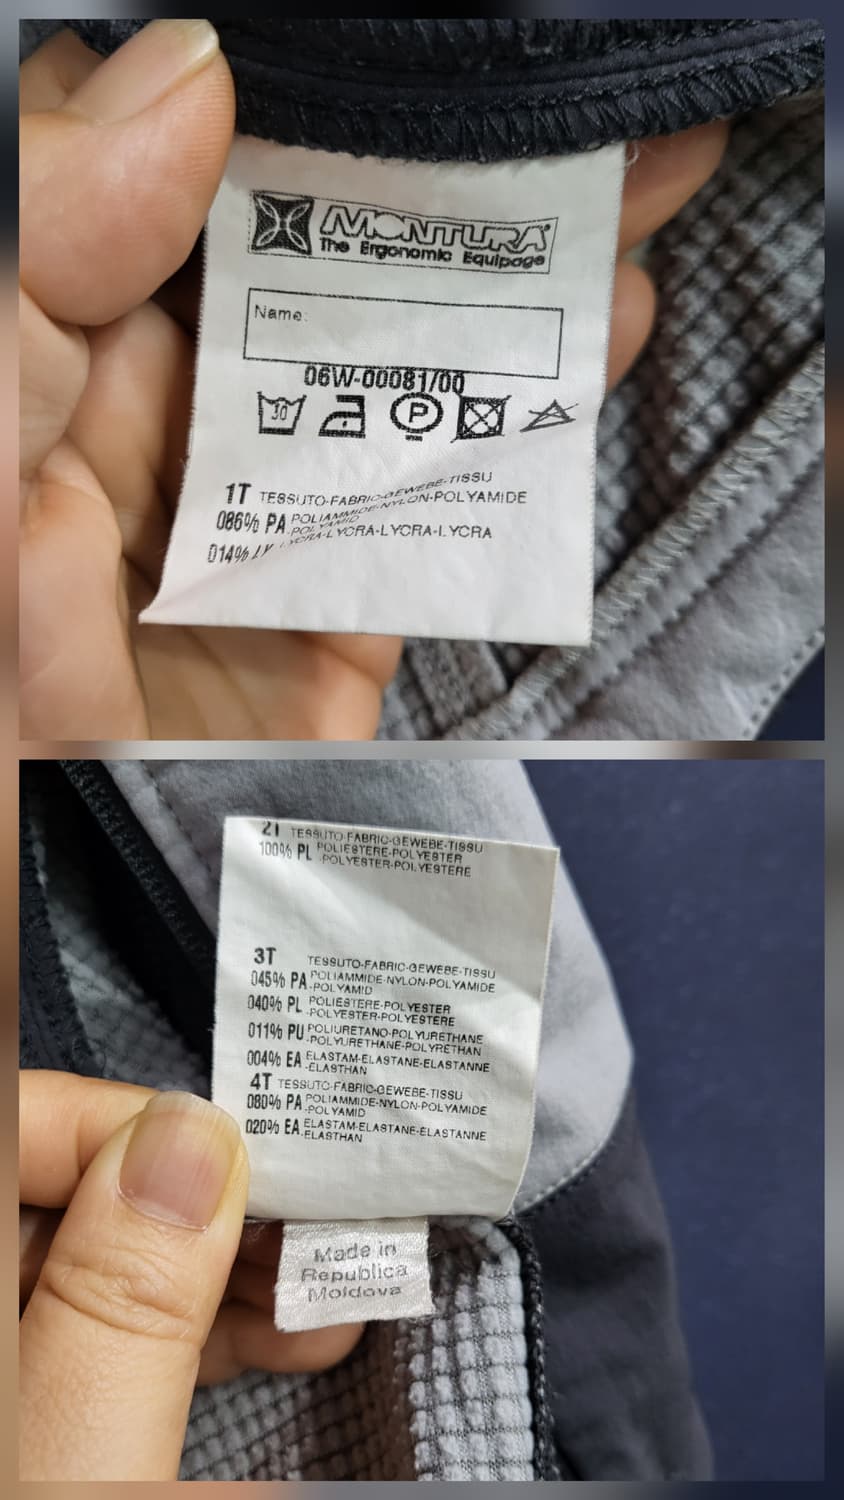 MONTURA
The Ergonomic Equipage
Name:
06W-00081/00
30
P
1T TESSUTO-FABRIC-GEWEBE-TISSU
086% PA POLIAMMIDE-NYLON-POLYAMIDE
-POLYAMID
014% LY LYCRA-LYCRA-LYCRA-LYCRA
2T TESSUTO-FABRIC-GEWEBE-TISSU
100% PL POLIESTERE-POLYESTER
-POLYESTER-POLYESTERE
3T TESSUTO-FABRIC-GEWEBE-TISSU
045% PA POLIAMMIDE-NYLON-POLYAMIDE
-POLYAMID
040% PL POLIESTERE-POLYESTER
-POLYESTER-POLYESTERE
011% PU POLIURETANO-POLYURETHANE
-POLYURETHANE-POLYRETHAN
004% EA ELASTAM-ELASTANE-ELASTANNE
-ELASTHAN
4T TESSUTO-FABRIC-GEWEBE-TISSU
080% PA POLIAMMIDE-NYLON-POLYAMIDE
-POLYAMID
020% EA ELASTAM-ELASTANE-ELASTANNE
-ELASTHAN
Made in
Republica
Moldova